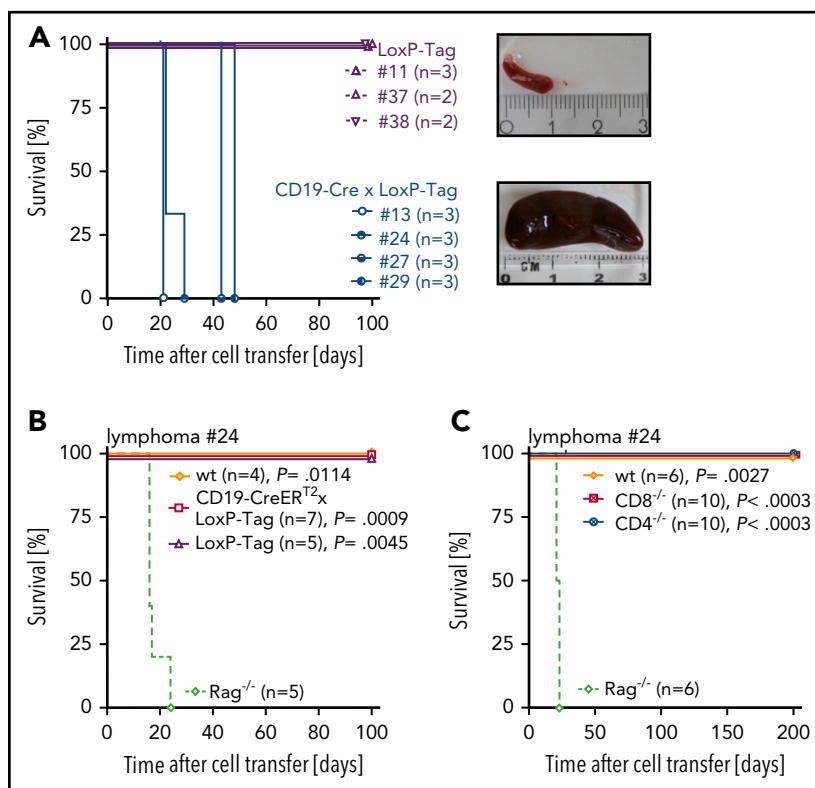 A
100
75
50
25
0
Survival [%]
0 20 40 60 80 100
Time after cell transfer [days]
LoxP-Tag
#11 (n=3)
#37 (n=2)
#38 (n=2)
CD19-Cre x LoxP-Tag
#13 (n=3)
#24 (n=3)
#27 (n=3)
#29 (n=3)
0 1 2 3
0 CM 1 2 3
B
lymphoma #24
100
75
50
25
0
Survival [%]
wt (n=4), P= .0114
CD19-CreER^T2 x
LoxP-Tag (n=7), P= .0009
LoxP-Tag (n=5), P= .0045
Rag-/- (n=5)
0 20 40 60 80 100
Time after cell transfer [days]
C
lymphoma #24
100
75
50
25
0
Survival [%]
wt (n=6), P= .0027
CD8-/- (n=10), P< .0003
CD4-/- (n=10), P< .0003
Rag-/- (n=6)
0 50 100 150 200
Time after cell transfer [days]